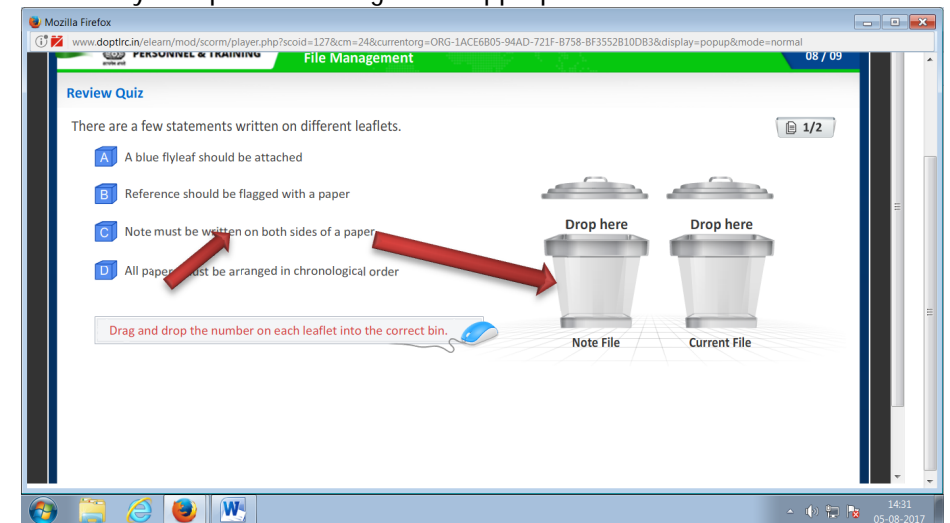 Mozilla Firefox
www.doptlrc.in/elearn/mod/scorm/player.php?scoid=127&cm=24&currentorg=ORG-1ACE6B05-94AD-721F-B758-BF3552B10DB3&display=popup&mode=normal
PERSONNEL & TRAINING
File Management
08 / 09
Review Quiz
There are a few statements written on different leaflets.
1/2
A A blue flyleaf should be attached
B Reference should be flagged with a paper
C Note must be written on both sides of a paper
D All papers must be arranged in chronological order
Drop here
Drop here
Drag and drop the number on each leaflet into the correct bin.
Note File
Current File
14:31
05-08-2017